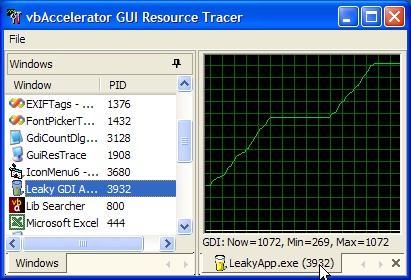 vbAccelerator GUI Resource Tracer
File
Windows
Window PID
EXIFTags - ... 1376
FontPickerT... 1432
GdiCountDlg... 3128
GuiResTrace 1908
IconMenu6 -... 3680
Leaky GDI A... 3932
Lib Searcher 800
Microsoft Excel 444
GDI: Now=1072, Min=269, Max=1072
Windows
LeakyApp.exe (3932)